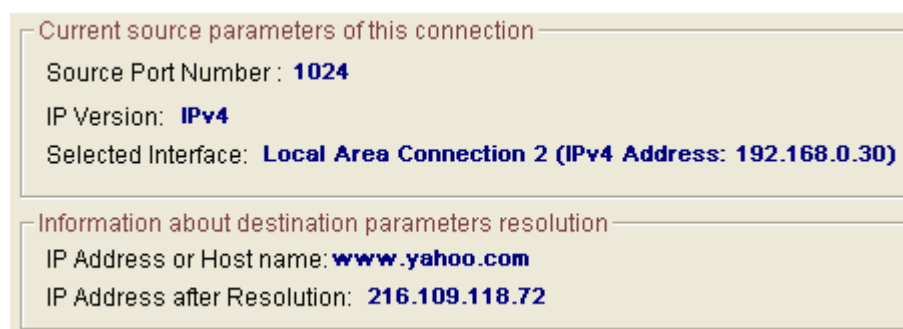 Current source parameters of this connection
Source Port Number : 1024
IP Version: IPv4
Selected Interface: Local Area Connection 2 (IPv4 Address: 192.168.0.30)
Information about destination parameters resolution
IP Address or Host name: www.yahoo.com
IP Address after Resolution: 216.109.118.72